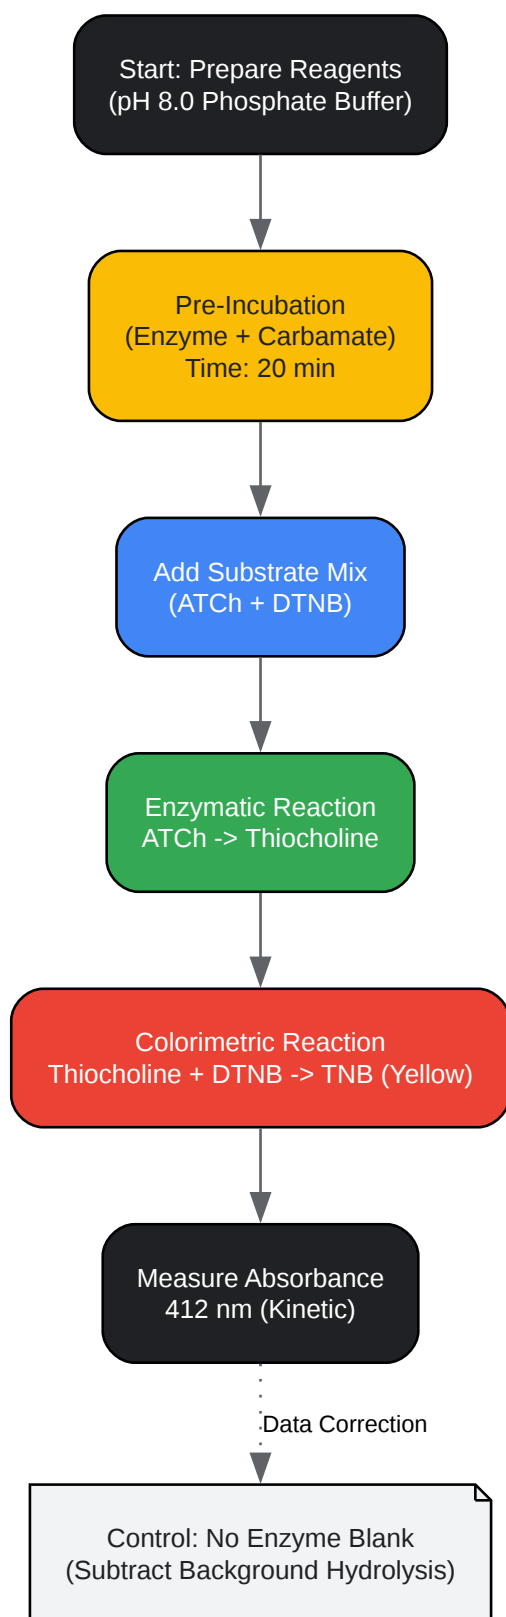 Start: Prepare Reagents
(pH 8.0 Phosphate Buffer)
Pre-Incubation
(Enzyme + Carbamate)
Time: 20 min
Add Substrate Mix
(ATCh + DTNB)
Enzymatic Reaction
ATCh -> Thiocholine
Colorimetric Reaction
Thiocholine + DTNB -> TNB (Yellow)
Measure Absorbance
412 nm (Kinetic)
Data Correction
Control: No Enzyme Blank
(Subtract Background Hydrolysis)